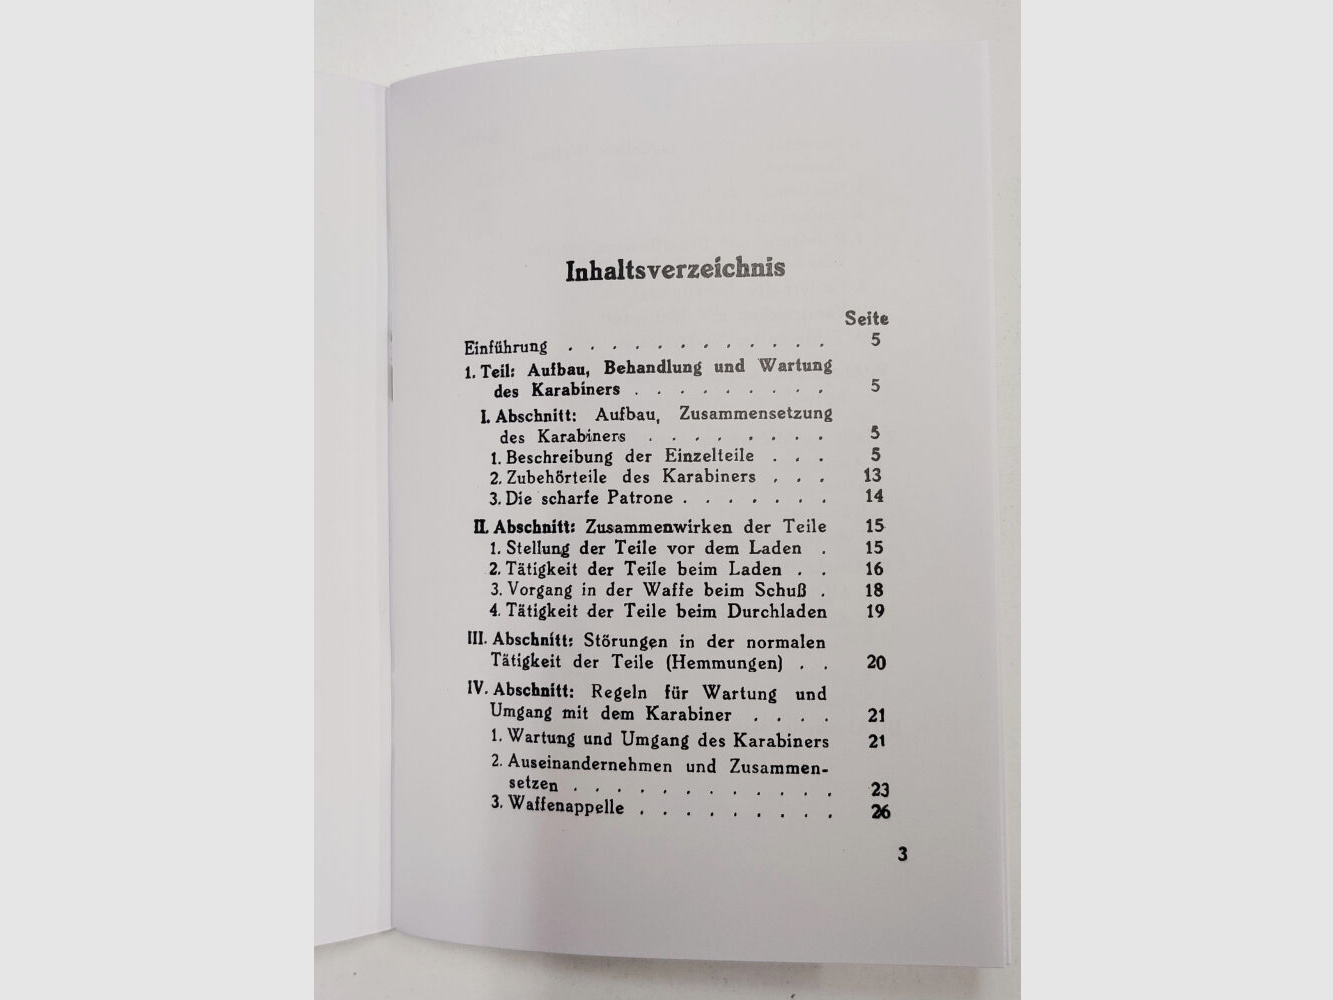 Inhaltsverzeichnis
Seite
Einführung . . . . . . . . . . . . 5
1. Teil: Aufbau, Behandlung und Wartung
des Karabiners . . . . . . . . . 5
I. Abschnitt: Aufbau, Zusammensetzung
des Karabiners . . . . . . . . 5
1. Beschreibung der Einzelteile . . . 5
2. Zubehörteile des Karabiners . . . 13
3. Die scharfe Patrone . . . . . . . 14
II. Abschnitt: Zusammenwirken der Teile 15
1. Stellung der Teile vor dem Laden . 15
2. Tätigkeit der Teile beim Laden . . 16
3. Vorgang in der Waffe beim Schuß . 18
4. Tätigkeit der Teile beim Durchladen 19
III. Abschnitt: Störungen in der normalen
Tätigkeit der Teile (Hemmungen) . . 20
IV. Abschnitt: Regeln für Wartung und
Umgang mit dem Karabiner . . . . 21
1. Wartung und Umgang des Karabiners 21
2. Auseinandernehmen und Zusammen-
setzen . . . . . . . . . . . . 23
3. Waffenappelle . . . . . . . . . 26
3